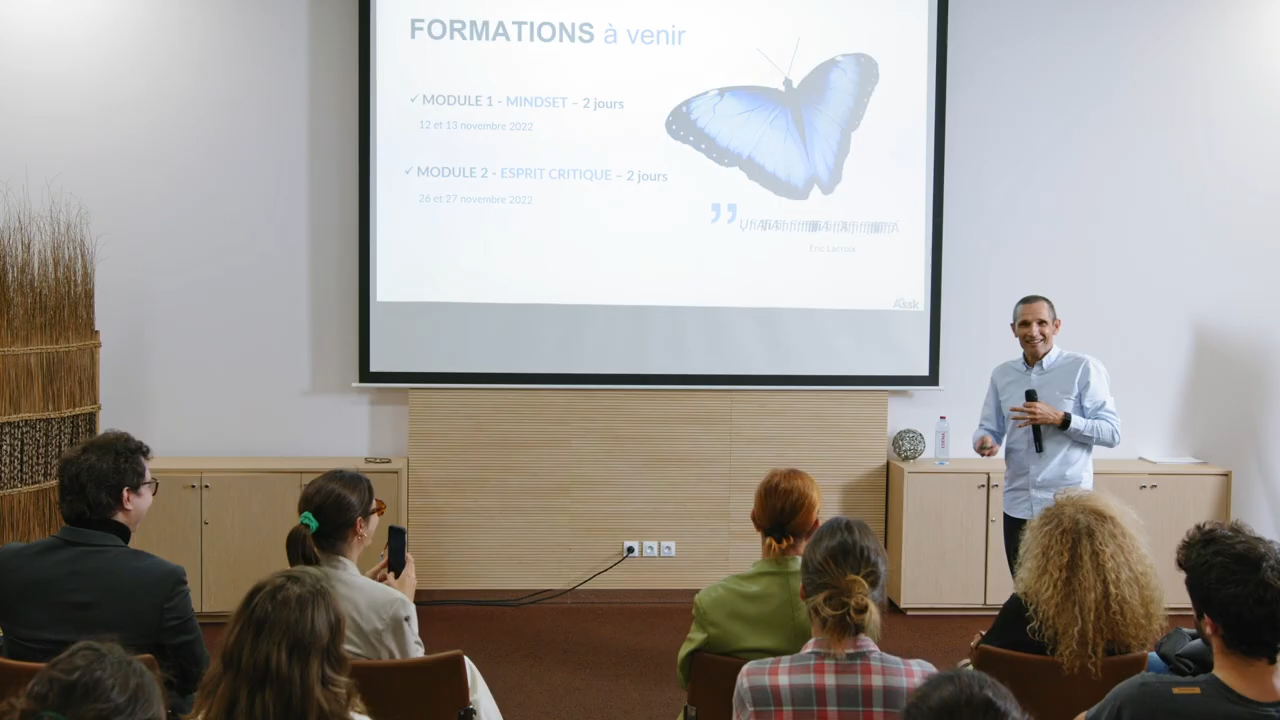 FORMATIONS à venir
✓ MODULE 1 - MINDSET – 2 jours
12 et 13 novembre 2022
✓ MODULE 2 - ESPRIT CRITIQUE – 2 jours
26 et 27 novembre 2022
”
Eric Lacroix
Assk